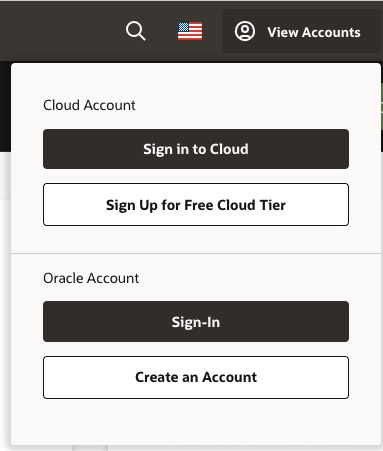 View Accounts
Cloud Account
Sign in to Cloud
Sign Up for Free Cloud Tier
Oracle Account
Sign-In
Create an Account